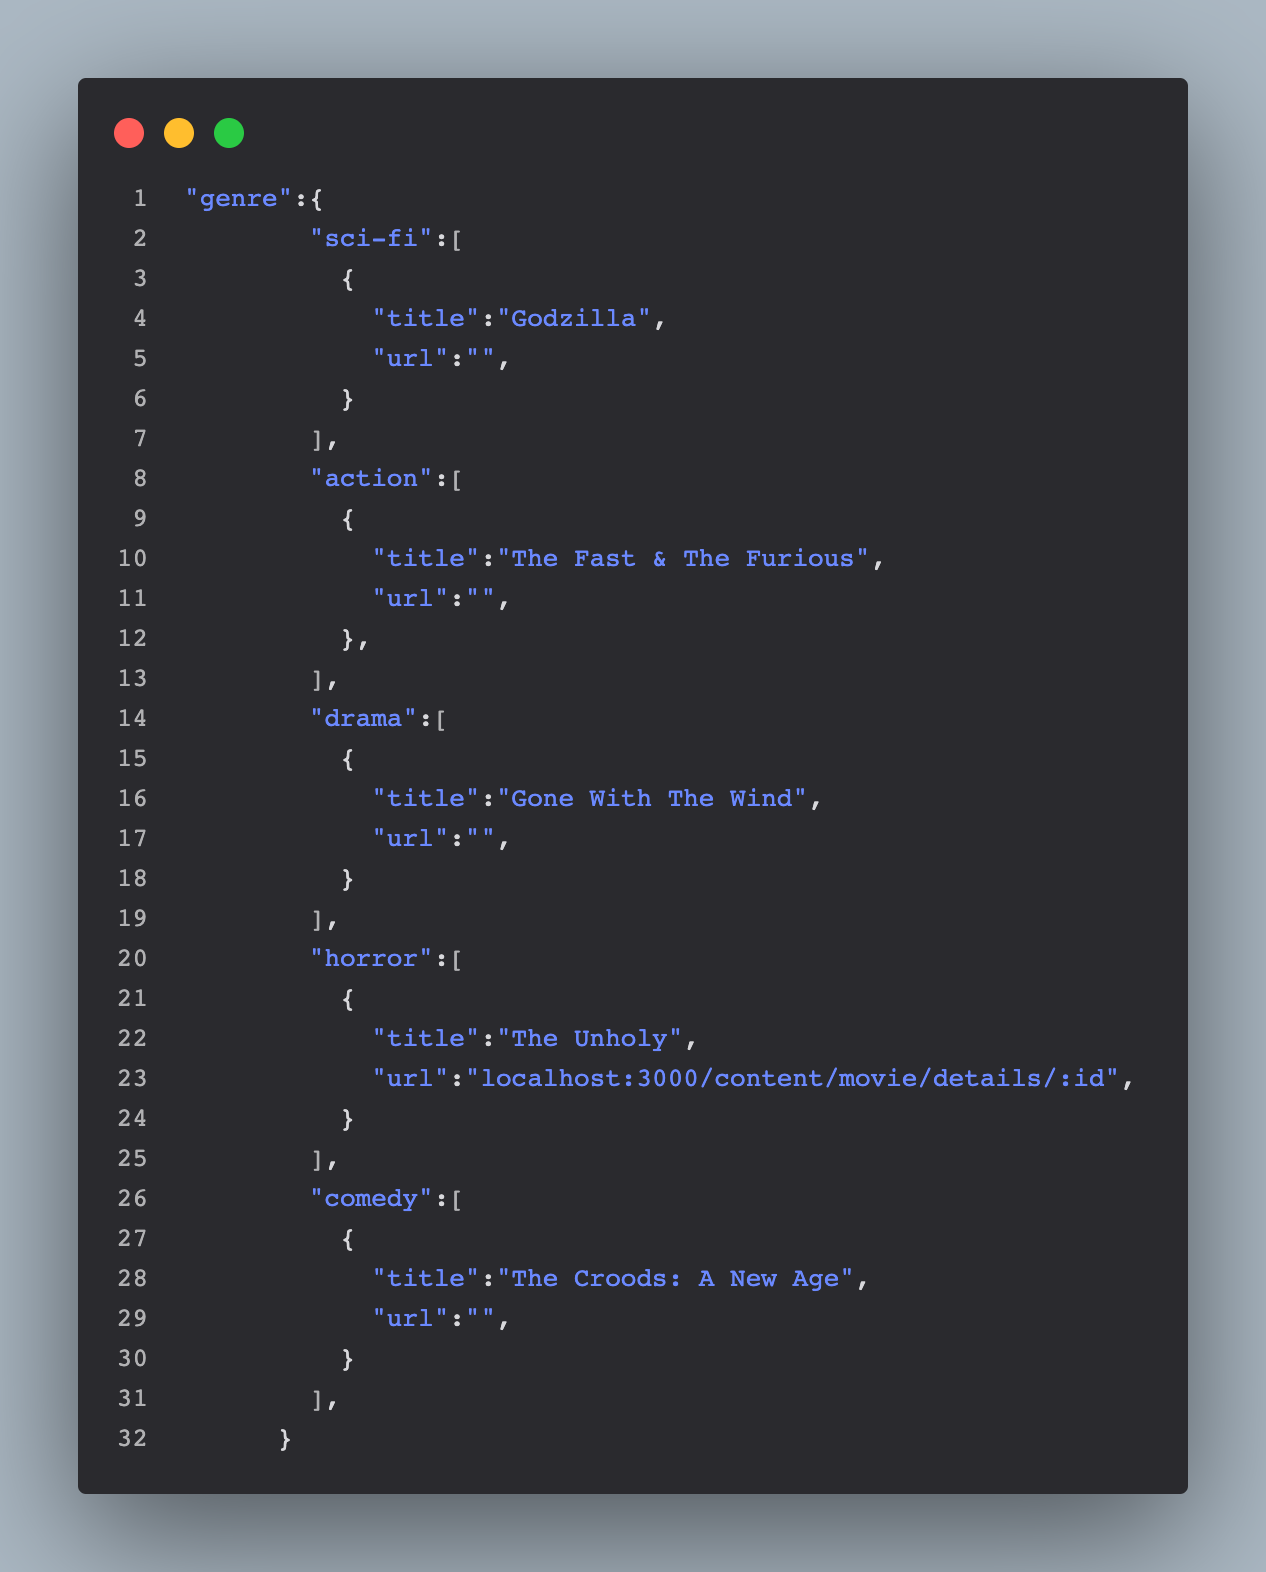 1 "genre":{
2 "sci-fi":[
3 {
4 "title":"Godzilla",
5 "url":"",
6 }
7 ],
8 "action":[
9 {
10 "title":"The Fast & The Furious",
11 "url":"",
12 },
13 ],
14 "drama":[
15 {
16 "title":"Gone With The Wind",
17 "url":"",
18 }
19 ],
20 "horror":[
21 {
22 "title":"The Unholy",
23 "url":"localhost:3000/content/movie/details/:id",
24 }
25 ],
26 "comedy":[
27 {
28 "title":"The Croods: A New Age",
29 "url":"",
30 }
31 ],
32 }